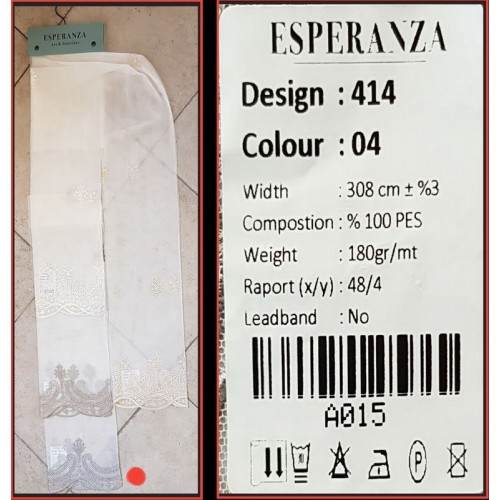 ESPERANZA
ESPERANZA
Design : 414
Colour : 04
Width : 308 cm ± %3
Compostion : % 100 PES
Weight : 180gr/mt
Raport (x/y) : 48/4
Leadband : No
A015
P